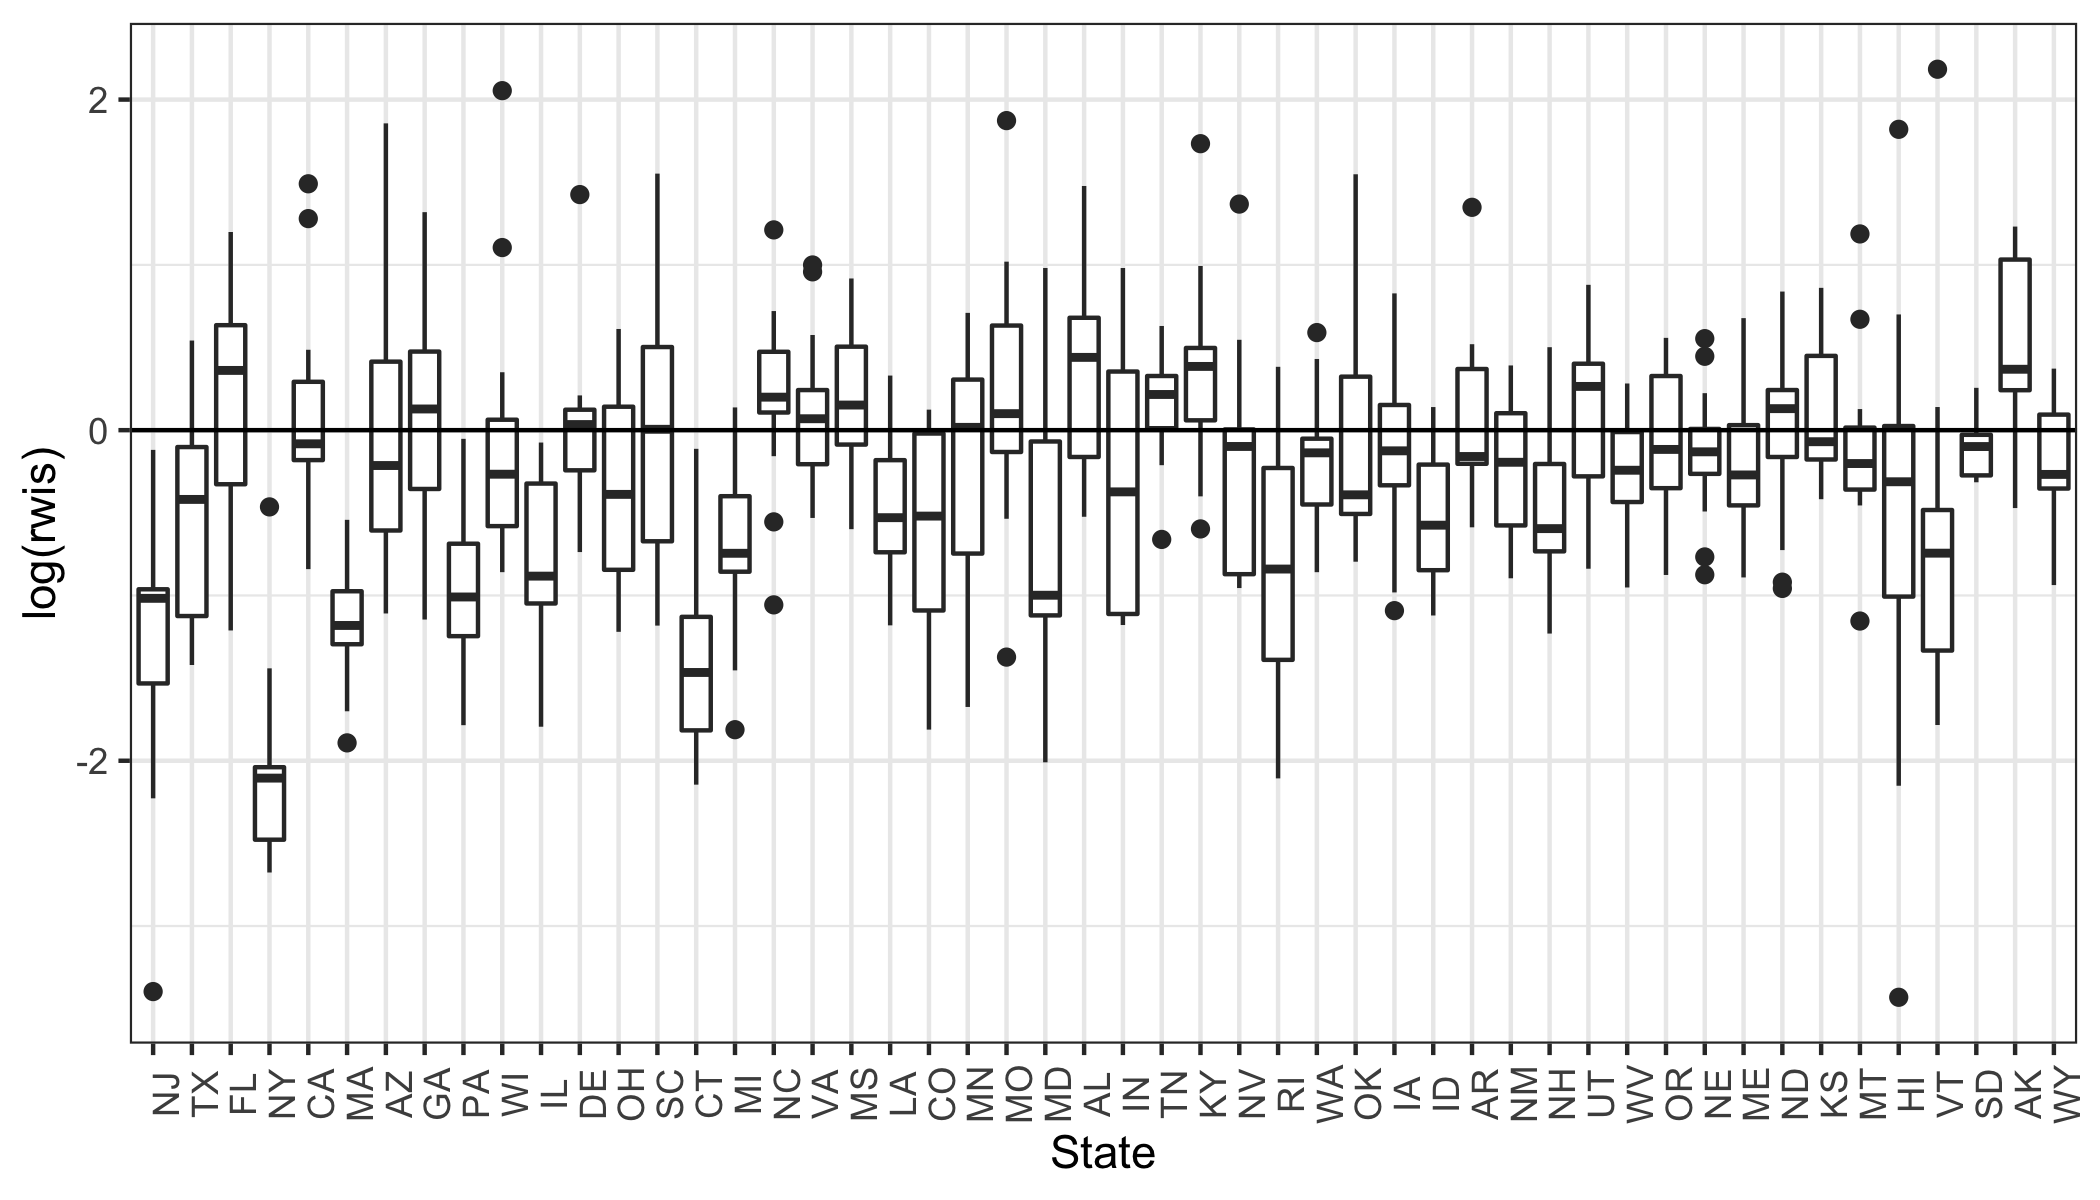 log(rwis)
2
0
-2
NJ TX FL NY CA MA AZ GA PA WI IL DE OH SC CT MI NC VA MS LA CO MN MO MD AL IN TN KY NV RI WA OK IA ID AR NM NH UT WV OR NE ME ND KS MT HI VT SD AK WY
State